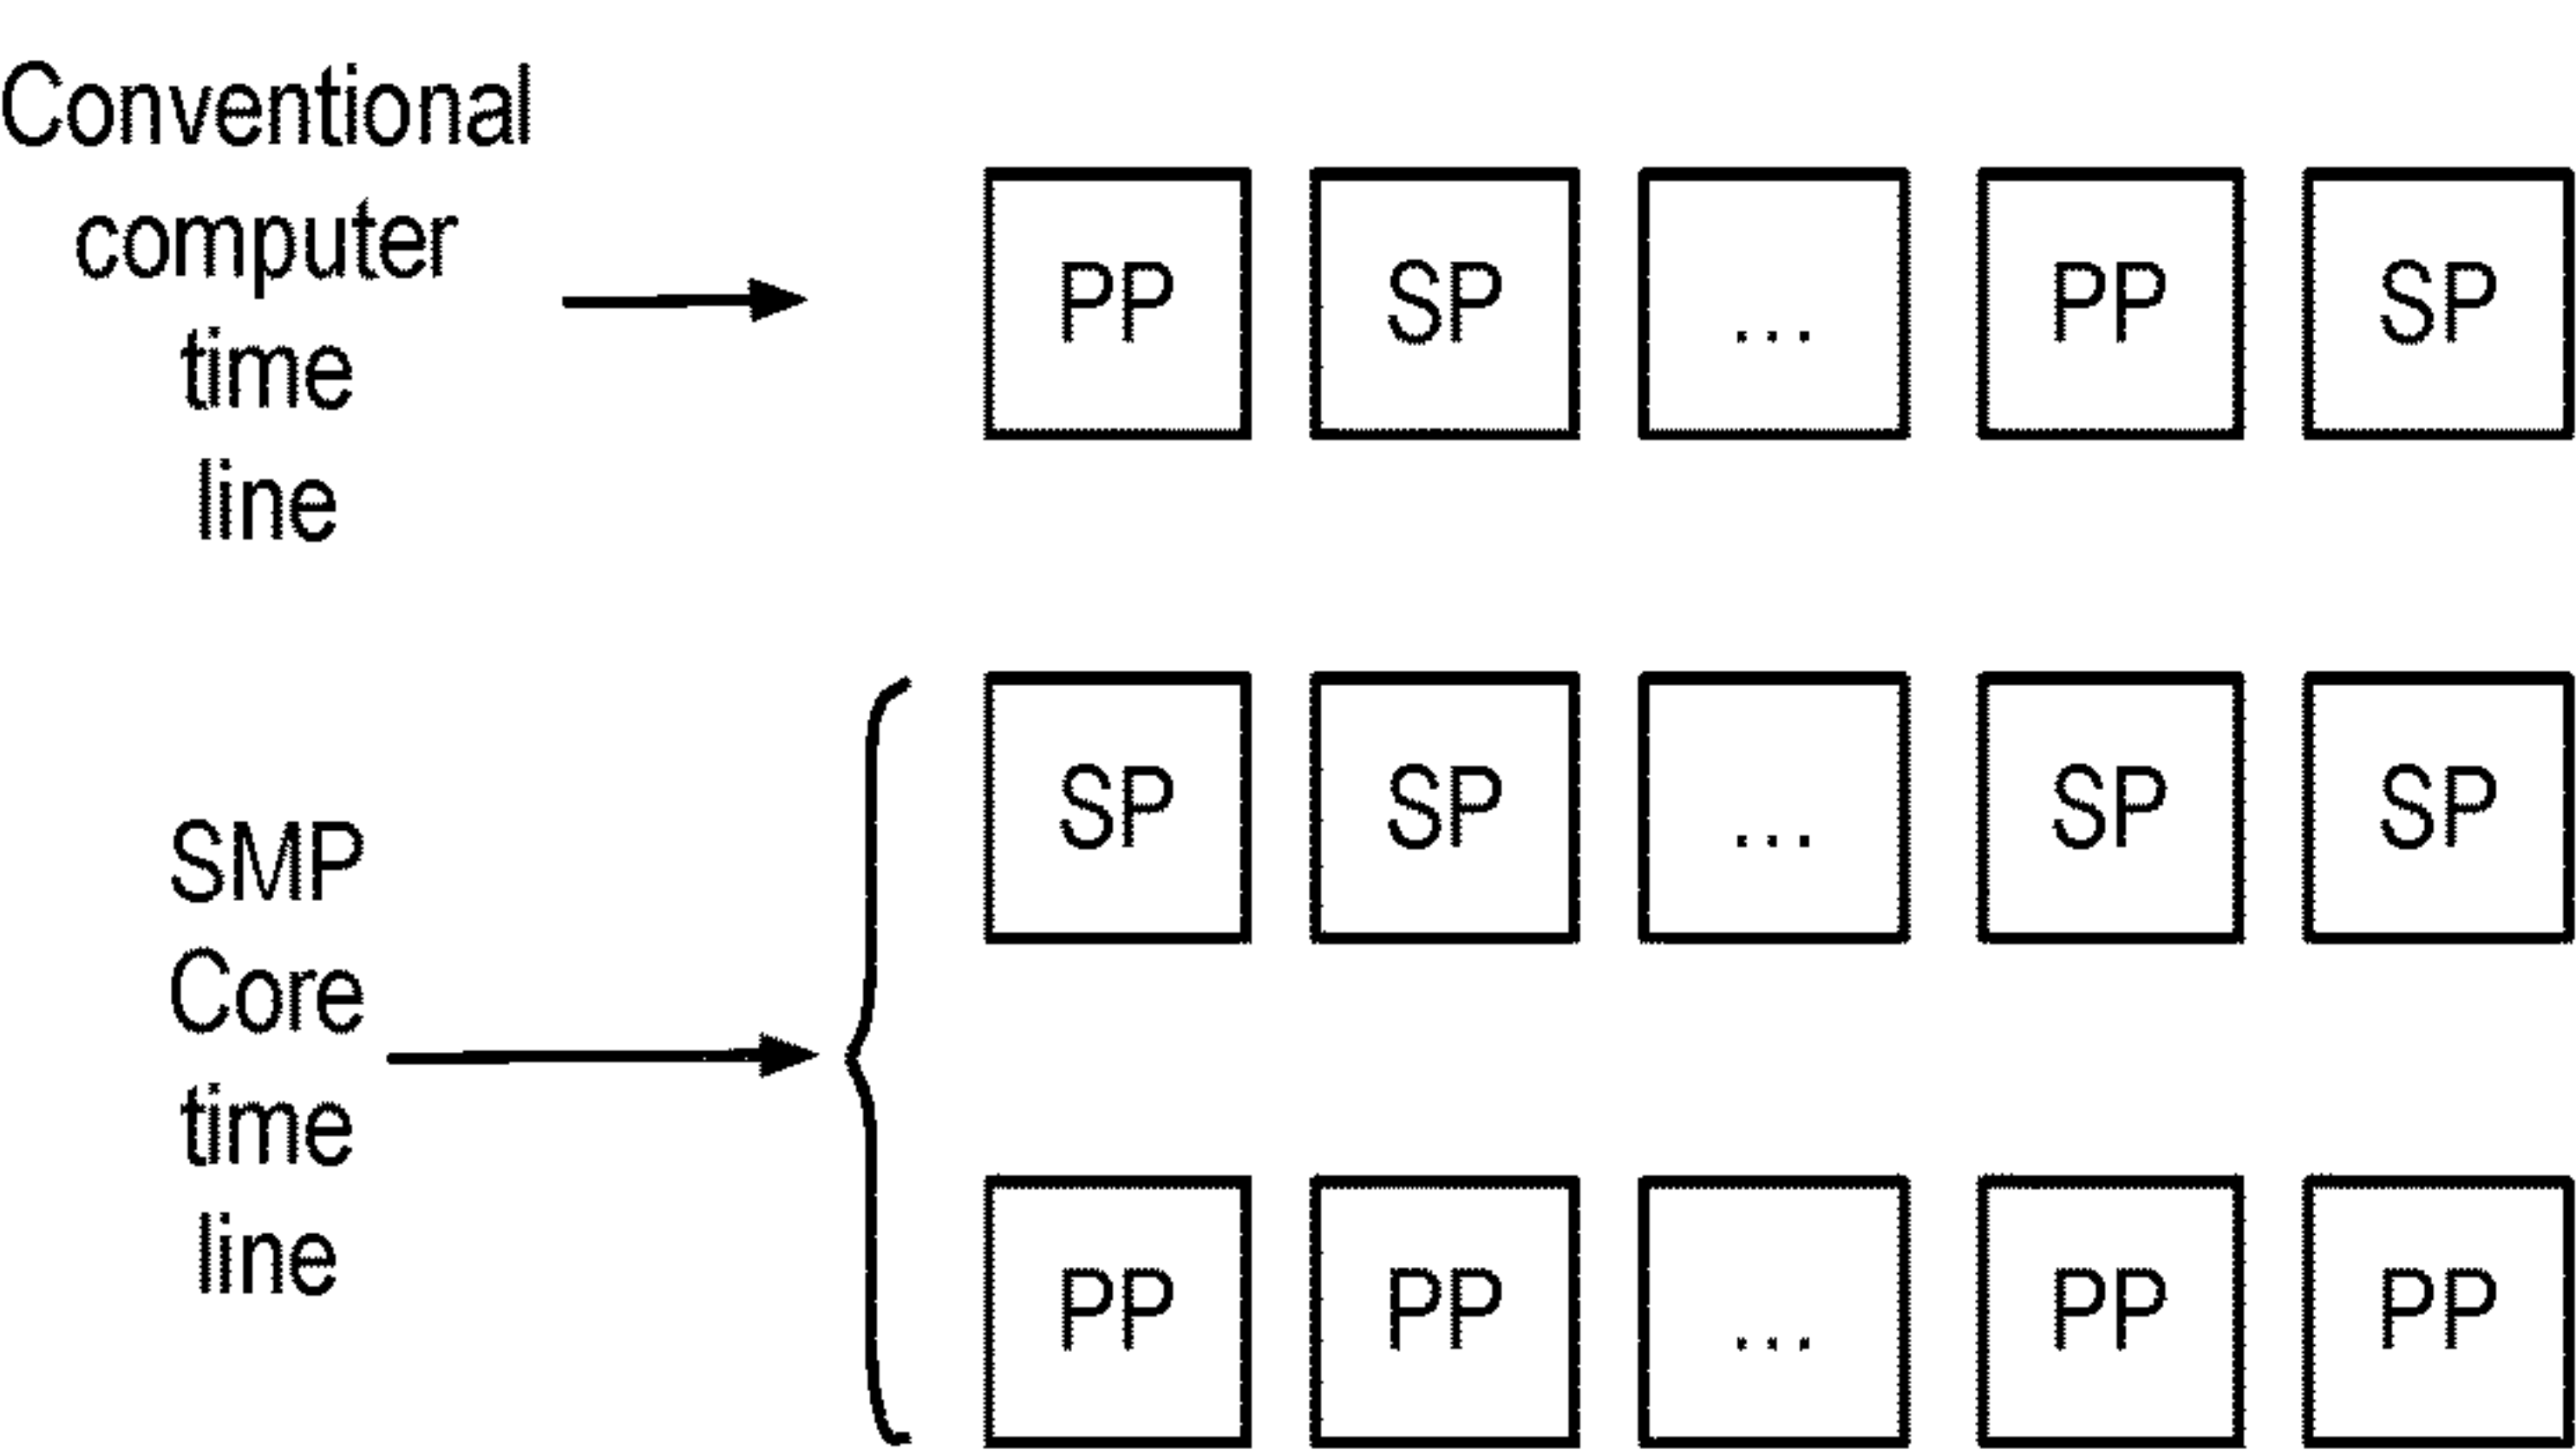 Conventional
computer
time
line
PP SP ... PP SP
SMP
Core
time
line
SP SP ... SP SP
PP PP ... PP PP